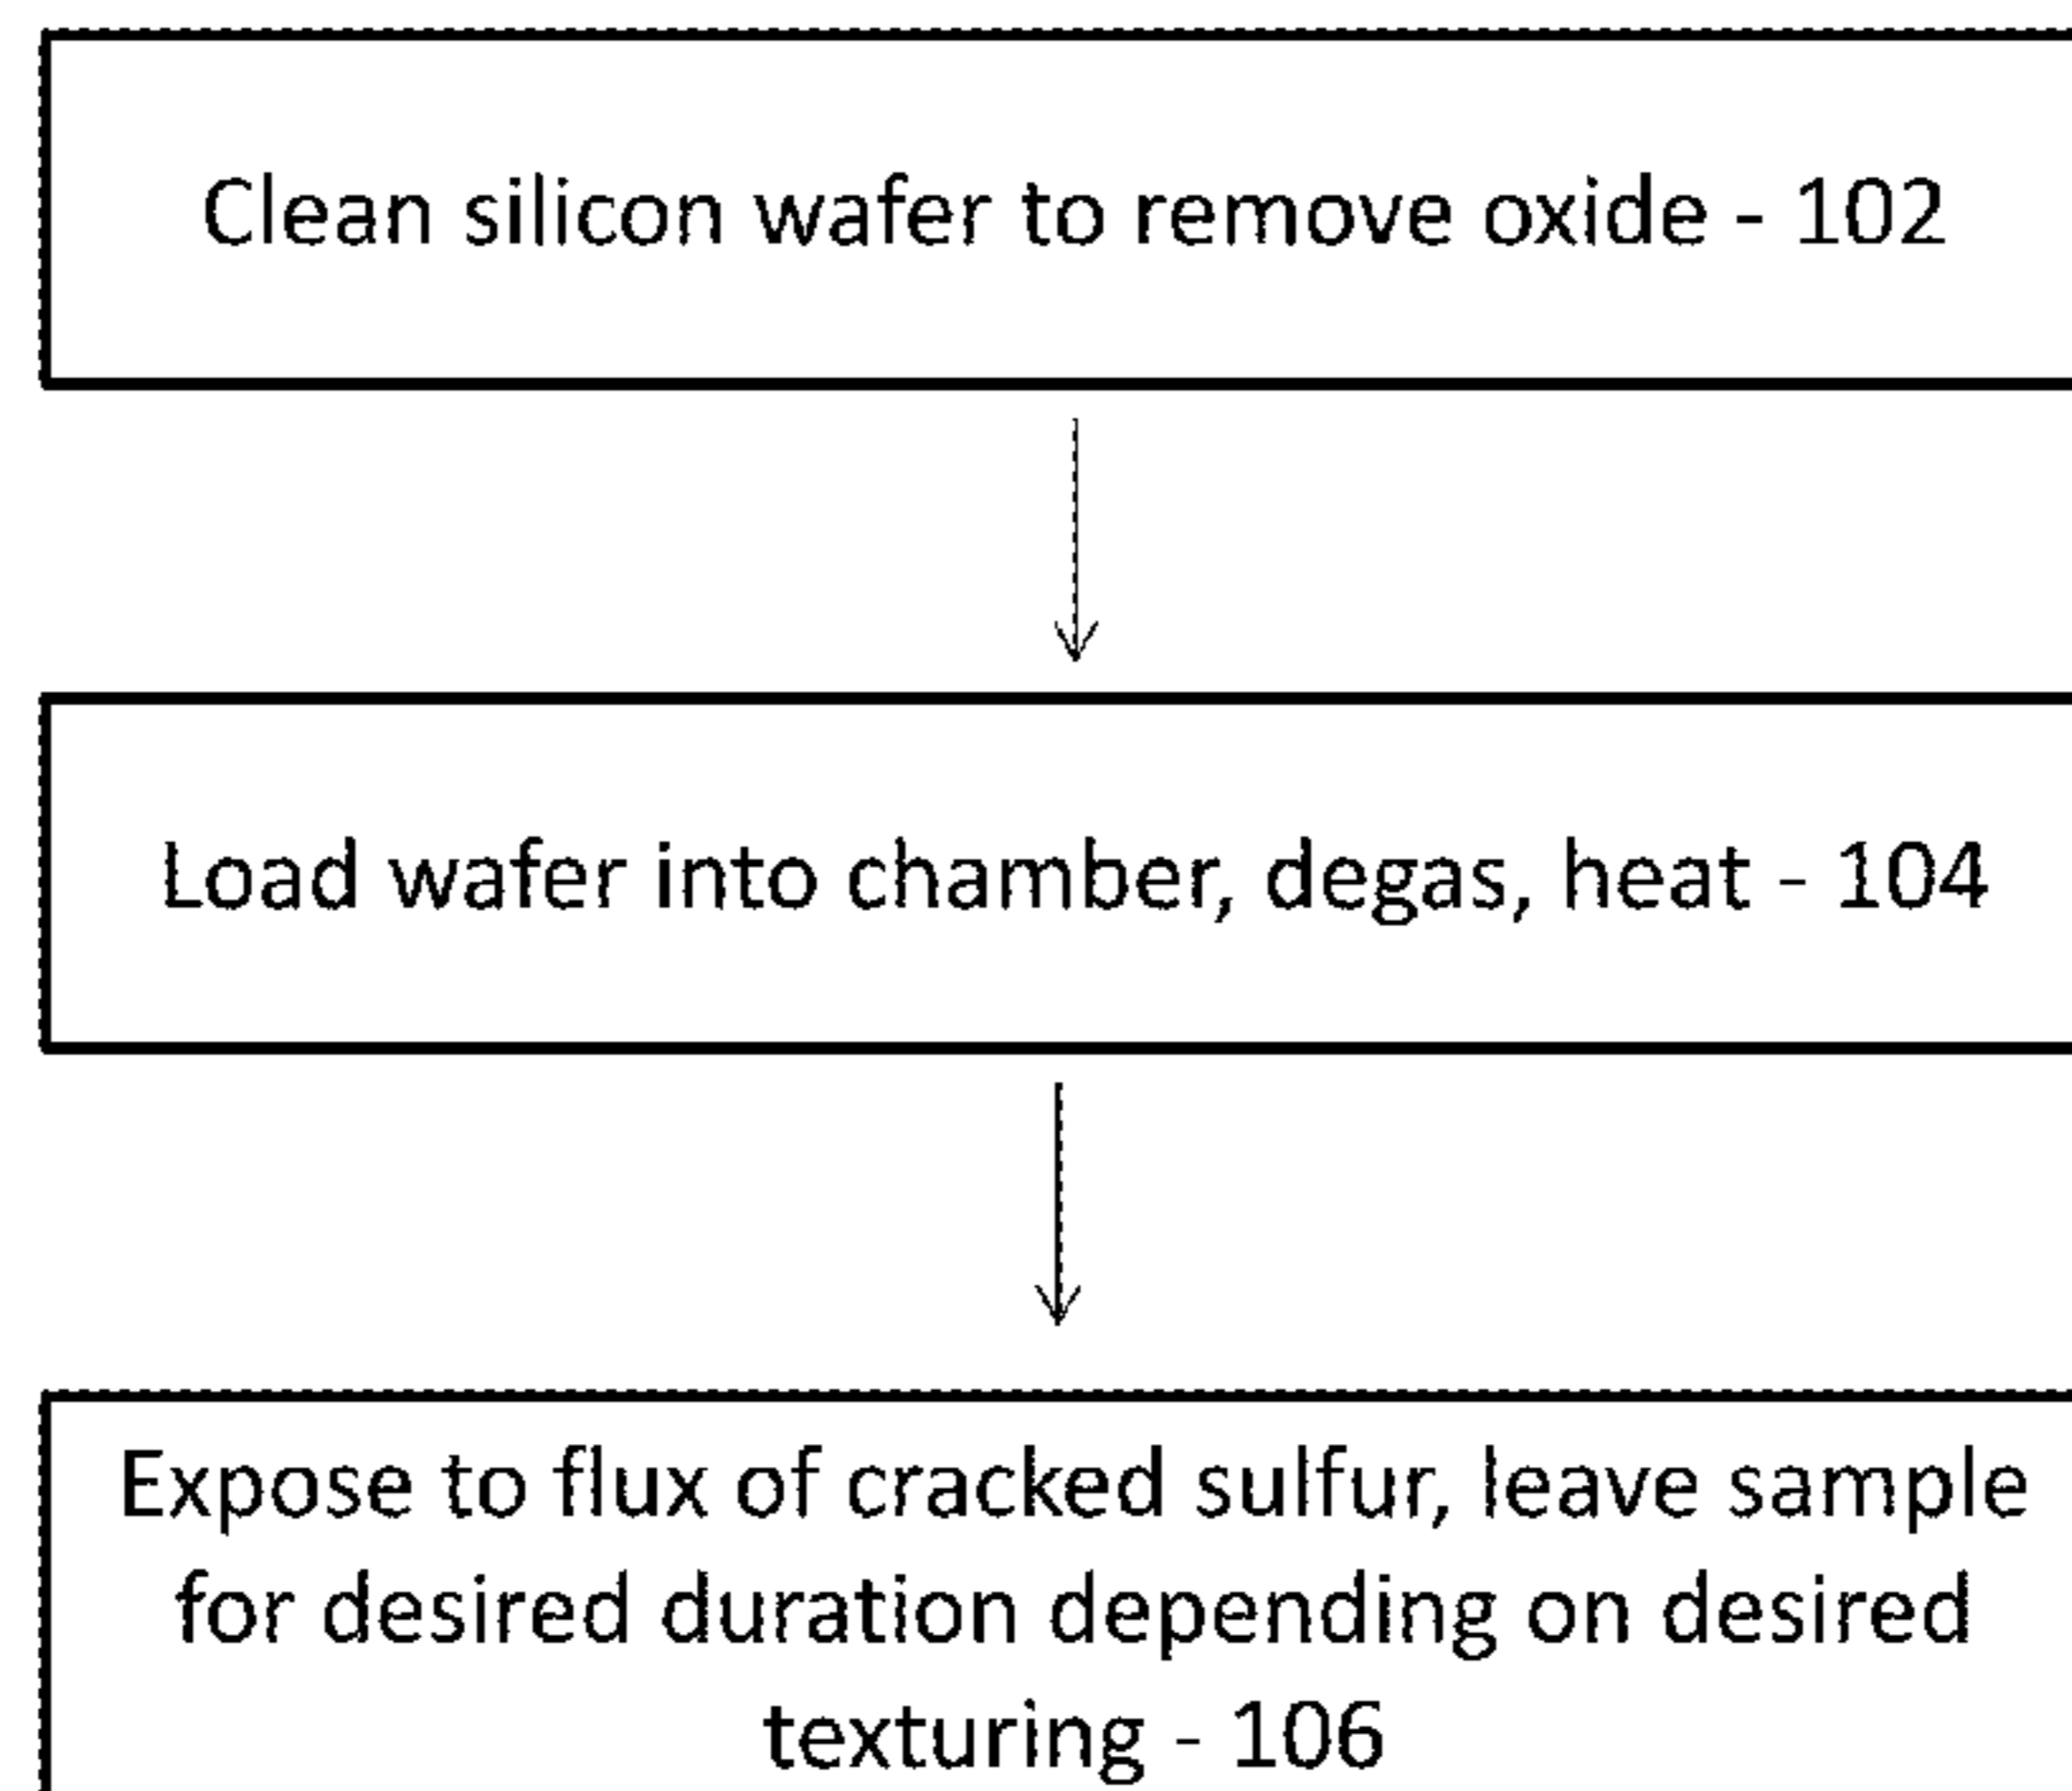 Clean silicon wafer to remove oxide - 102
Load wafer into chamber, degas, heat - 104
Expose to flux of cracked sulfur, leave sample
for desired duration depending on desired
texturing - 106